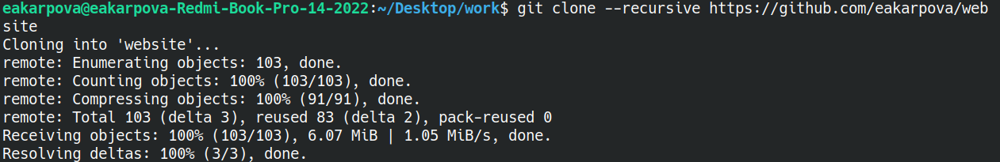 eakarpova@eakarpova-Redmi-Book-Pro-14-2022:~/Desktop/work$ git clone --recursive https://github.com/eakarpova/web
site
Cloning into 'website'...
remote: Enumerating objects: 103, done.
remote: Counting objects: 100% (103/103), done.
remote: Compressing objects: 100% (91/91), done.
remote: Total 103 (delta 3), reused 83 (delta 2), pack-reused 0
Receiving objects: 100% (103/103), 6.07 MiB | 1.05 MiB/s, done.
Resolving deltas: 100% (3/3), done.